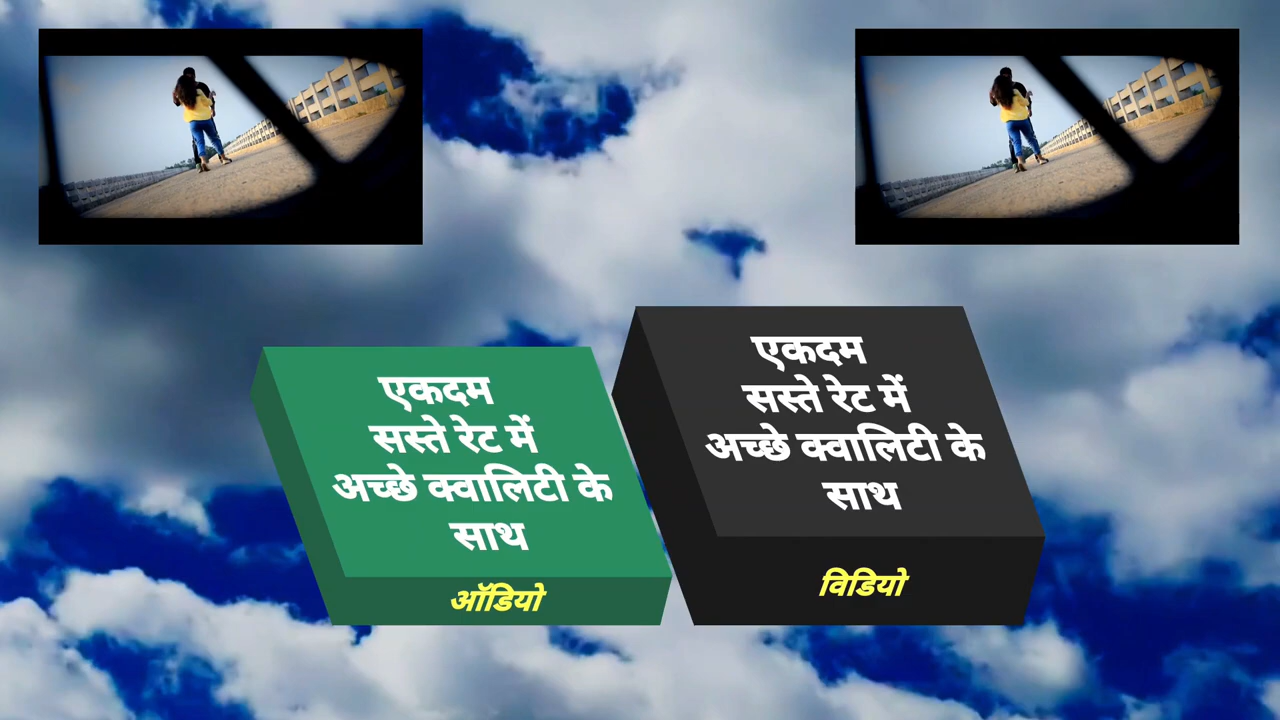 एकदम
सस्ते रेट में
अच्छे क्वालिटी के
साथ
ऑडियो
एकदम
सस्ते रेट में
अच्छे क्वालिटी के
साथ
विडियो